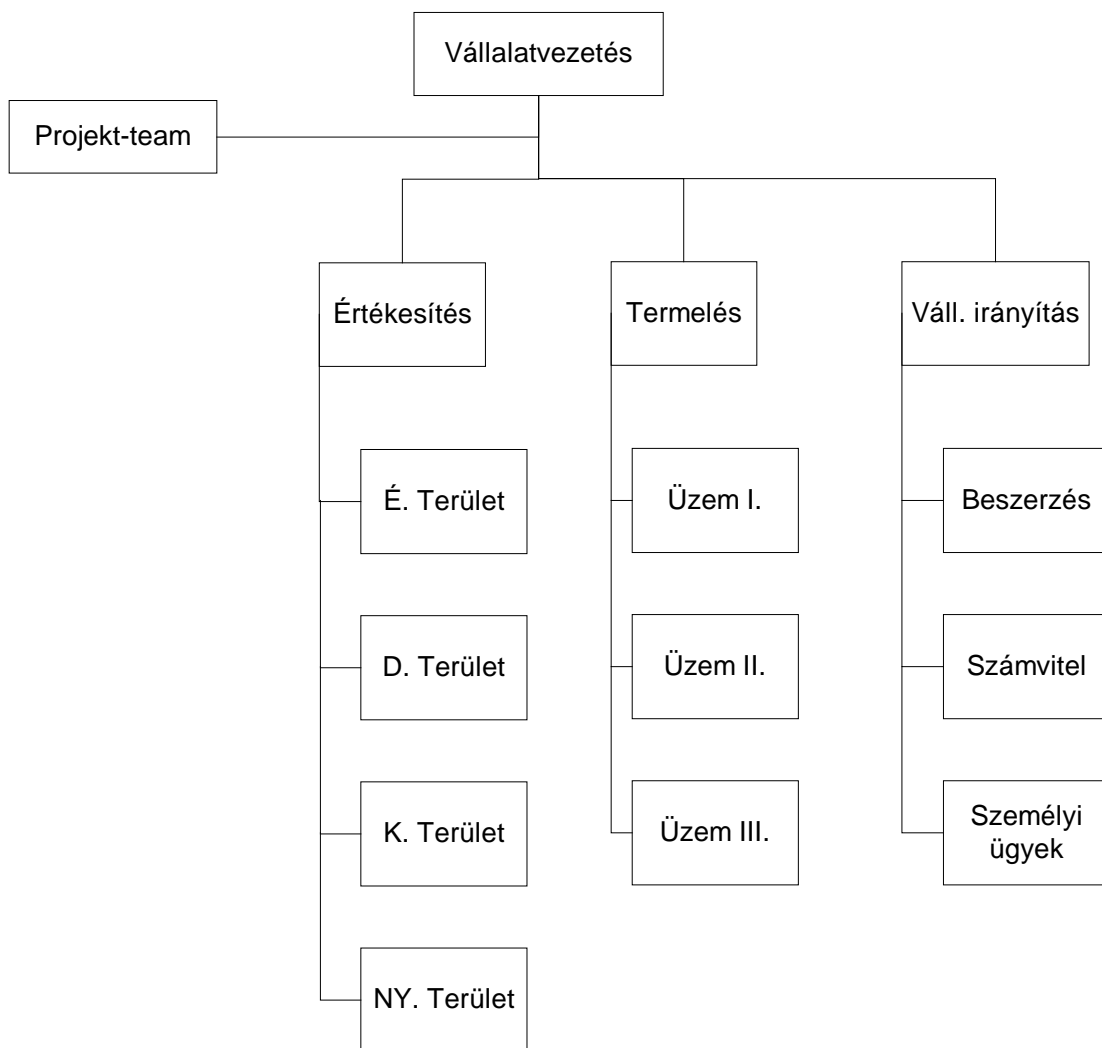 Vállalatvezetés
Projekt-team
Értékesítés
Termelés
Váll. irányítás
É. Terület
Üzem I.
Beszerzés
D. Terület
Üzem II.
Számvitel
K. Terület
Üzem III.
Személyi
ügyek
NY. Terület